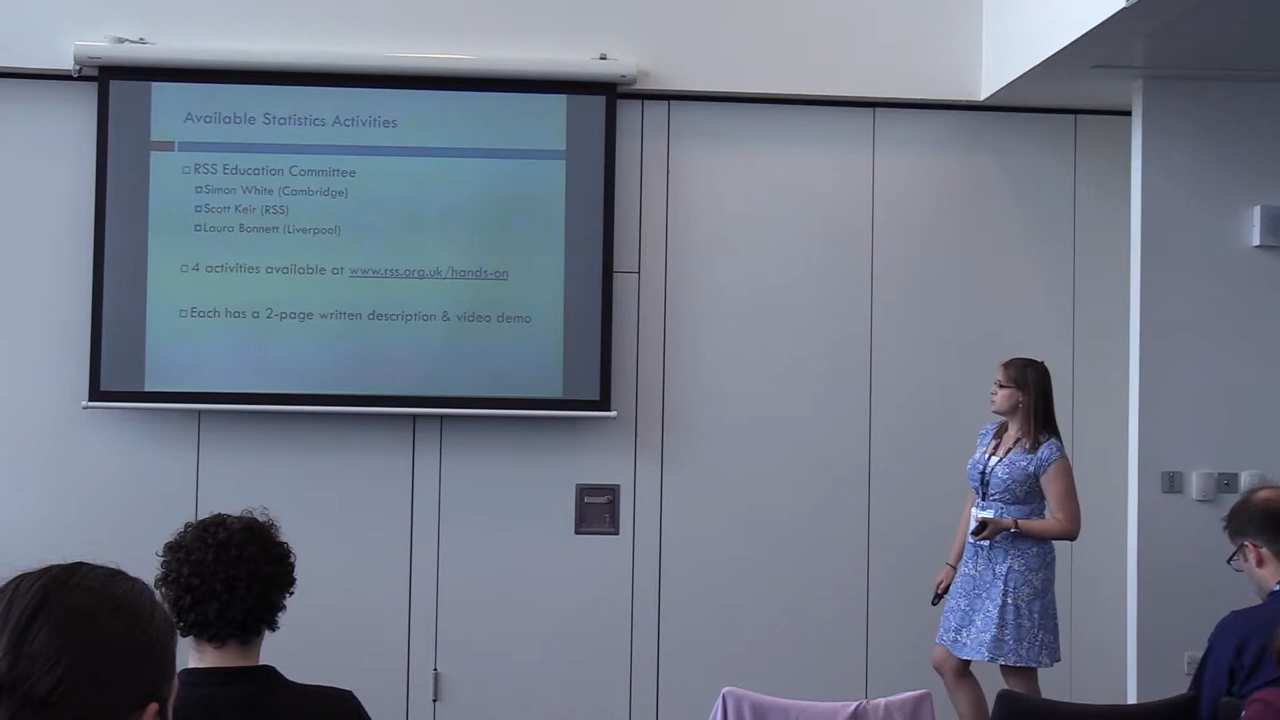 Available Statistics Activities
RSS Education Committee
Simon White (Cambridge)
Scott Keir (RSS)
Laura Bonnett (Liverpool)
4 activities available at www.rss.org.uk/hands-on
Each has a 2-page written description & video demo